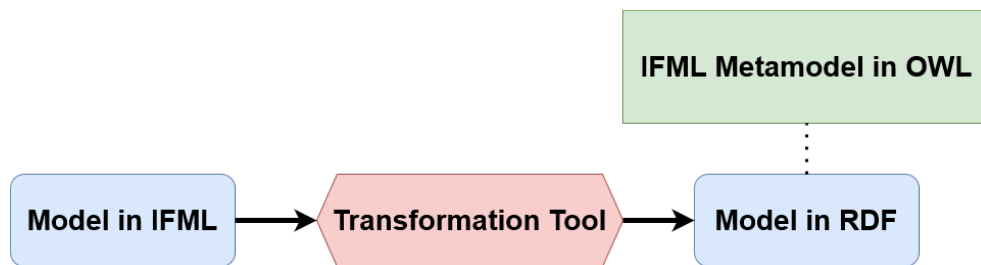 IFML Metamodel in OWL
Model in IFML
Transformation Tool
Model in RDF